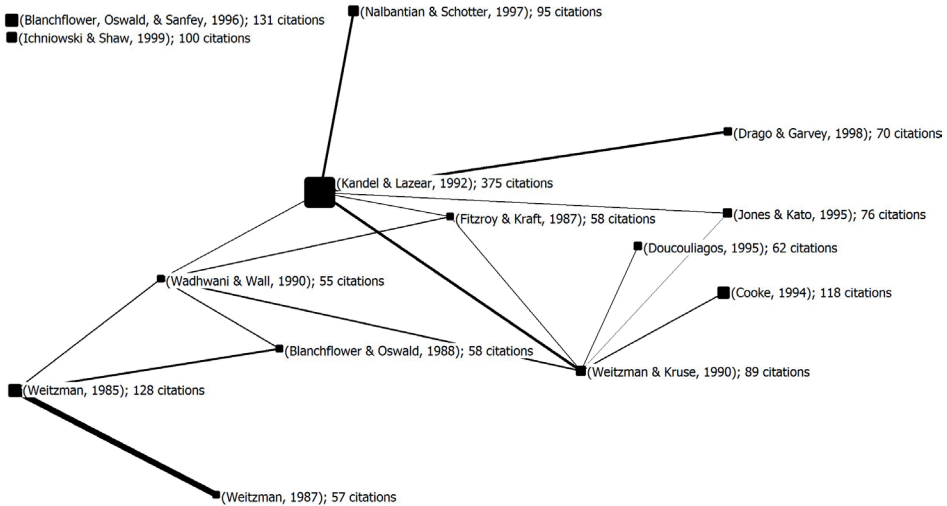 (Blanchflower, Oswald, & Sanfey, 1996); 131 citations
(Nalbantian & Schotter, 1997); 95 citations
(Ichniowski & Shaw, 1999); 100 citations
(Drago & Garvey, 1998); 70 citations
(Kandel & Lazear, 1992); 375 citations
(Fitzroy & Kraft, 1987); 58 citations
(Jones & Kato, 1995); 76 citations
(Doucouliagos, 1995); 62 citations
(Wadhwani & Wall, 1990); 55 citations
(Cooke, 1994); 118 citations
(Blanchflower & Oswald, 1988); 58 citations
(Weitzman & Kruse, 1990); 89 citations
(Weitzman, 1985); 128 citations
(Weitzman, 1987); 57 citations